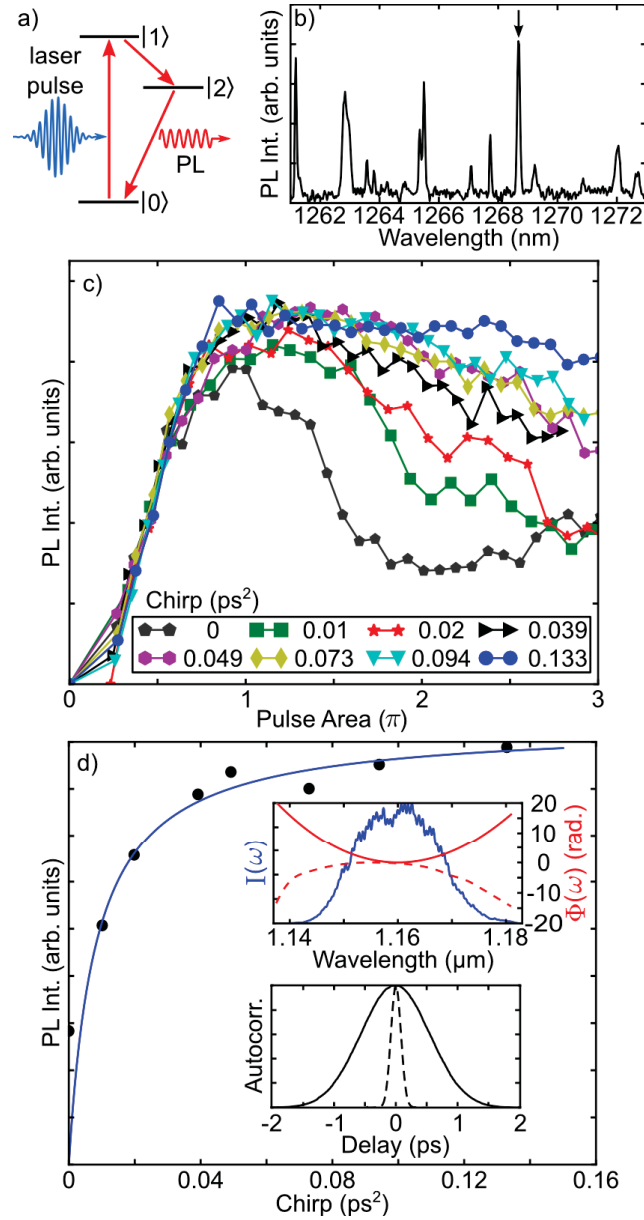 a)
|1⟩
laser
pulse
|2⟩
PL
|0⟩
b)
PL Int. (arb. units)
1262 1264 1266 1268 1270 1272
Wavelength (nm)
c)
PL Int. (arb. units)
Chirp (ps²)
0 0.01 0.02 0.039
0.049 0.073 0.094 0.133
0 1 2 3
Pulse Area (π)
d)
PL Int. (arb. units)
I(ω)
20
10
0
-10
-20
Φ(ω) (rad.)
1.14 1.16 1.18
Wavelength (µm)
Autocorr.
-2 -1 0 1 2
Delay (ps)
0 0.04 0.08 0.12 0.16
Chirp (ps²)